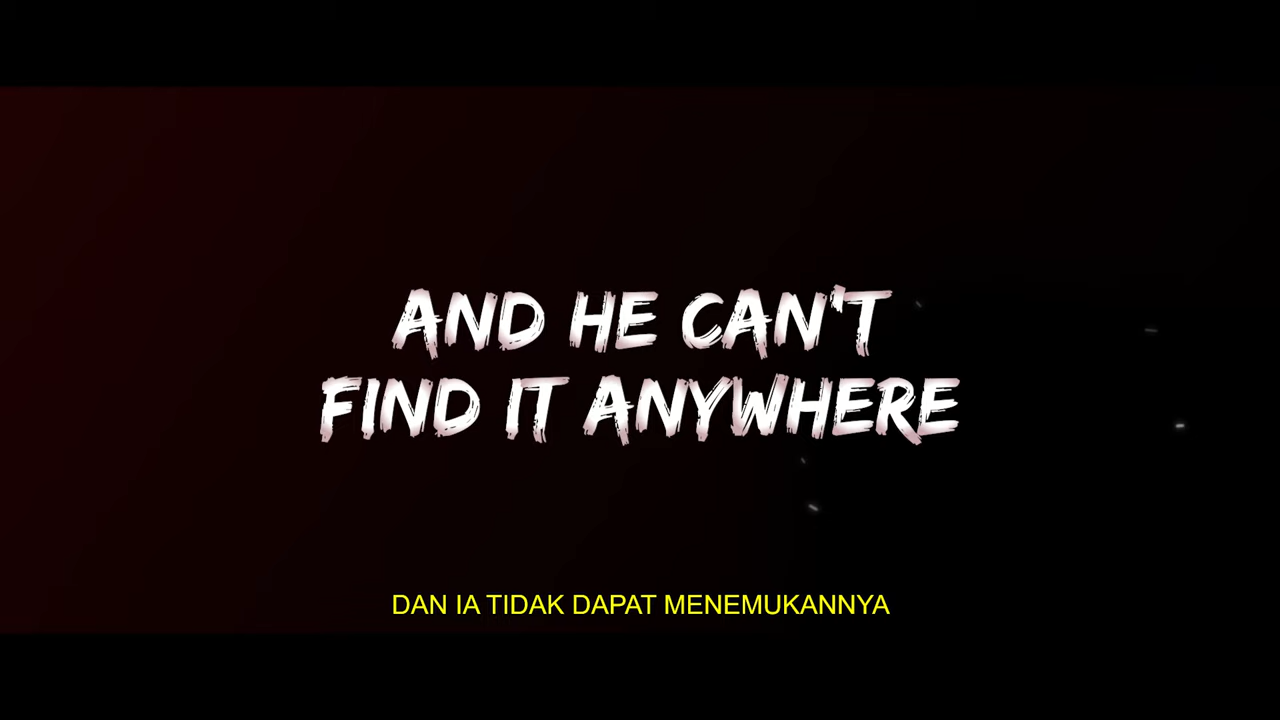 AND HE CAN'T
FIND IT ANYWHERE
DAN IA TIDAK DAPAT MENEMUKANNYA